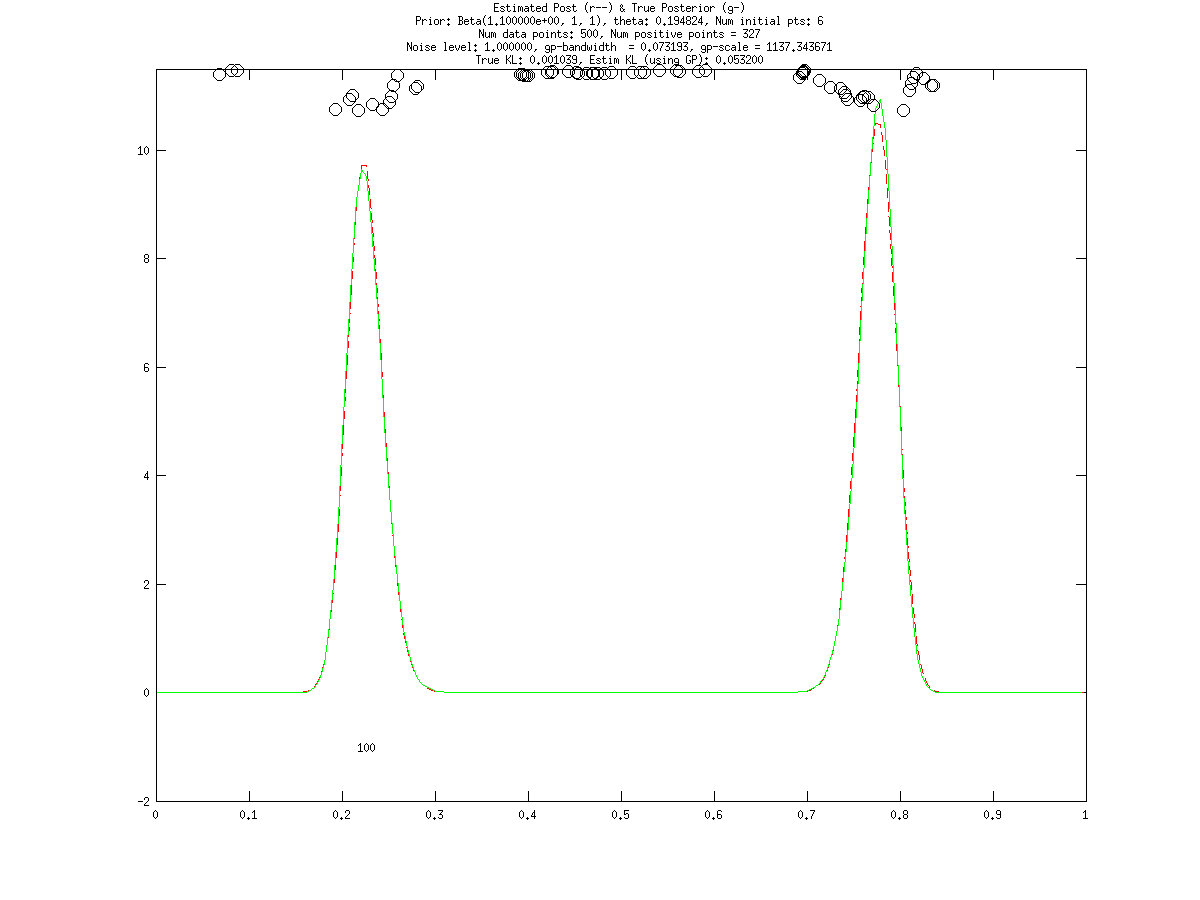 Estimated Post (r--) & True Posterior (g-)
Prior: Beta(1.100000e+00, 1, 1), theta: 0.194824, Num initial pts: 6
Num data points: 500, Num positive points = 327
Noise level: 1.000000, gp-bandwidth  = 0.073193, gp-scale = 1137.343671
True KL: 0.001039, Estim KL (using GP): 0.053200
10
8
6
4
2
0
100
-2
0 0.1 0.2 0.3 0.4 0.5 0.6 0.7 0.8 0.9 1